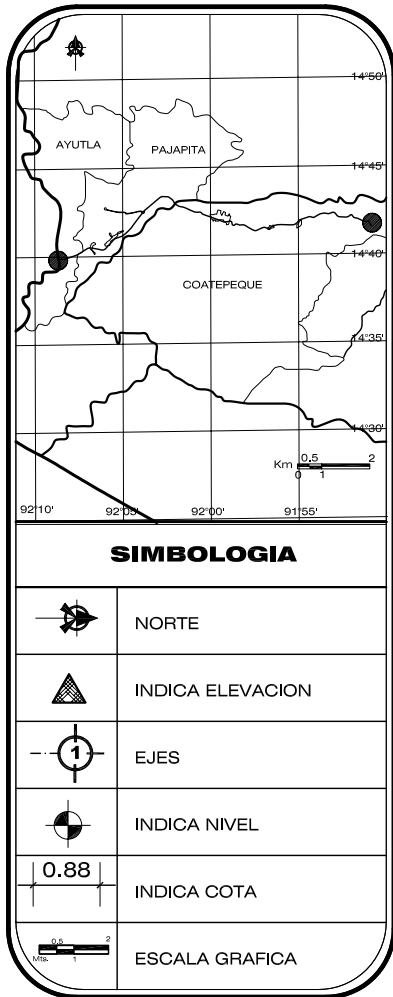 14°50'
AYUTLA
PAJAPITA
14°45'
14°40'
COATEPEQUE
14°35'
14°30'
Km 0.5 2
0 1
92°10' 92°05' 92°00' 91°55'
SIMBOLOGIA
NORTE
INDICA ELEVACION
1 EJES
INDICA NIVEL
0.88
INDICA COTA
0.5 2
Mts. 1
ESCALA GRAFICA